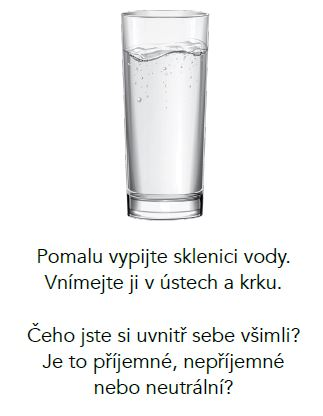 Pomalu vypijte sklenici vody.
Vnímejte ji v ústech a krku.
Čeho jste si uvnitř sebe všimli?
Je to příjemné, nepříjemné
nebo neutrální?